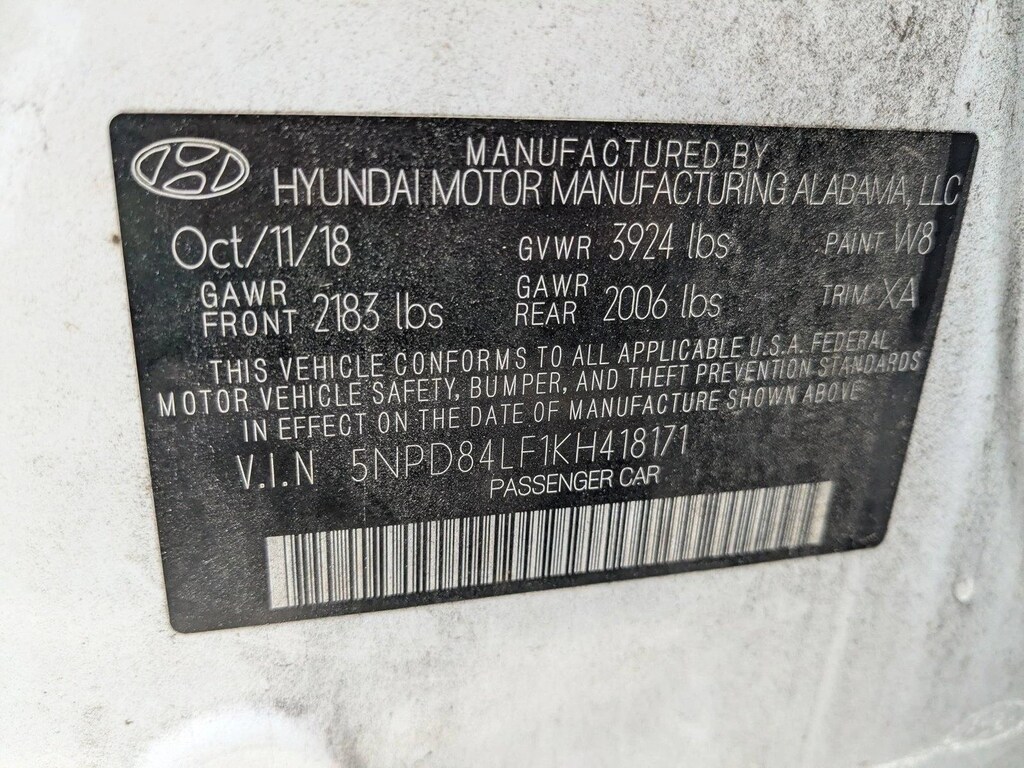 MANUFACTURED BY
HYUNDAI MOTOR MANUFACTURING ALABAMA, LLC
Oct/11/18 GVWR 3924 lbs PAINT W8
GAWR FRONT 2183 lbs GAWR REAR 2006 lbs TRIM XA
THIS VEHICLE CONFORMS TO ALL APPLICABLE U.S.A. FEDERAL
MOTOR VEHICLE SAFETY, BUMPER, AND THEFT PREVENTION STANDARDS
IN EFFECT ON THE DATE OF MANUFACTURE SHOWN ABOVE
V.I.N 5NPD84LF1KH418171
PASSENGER CAR